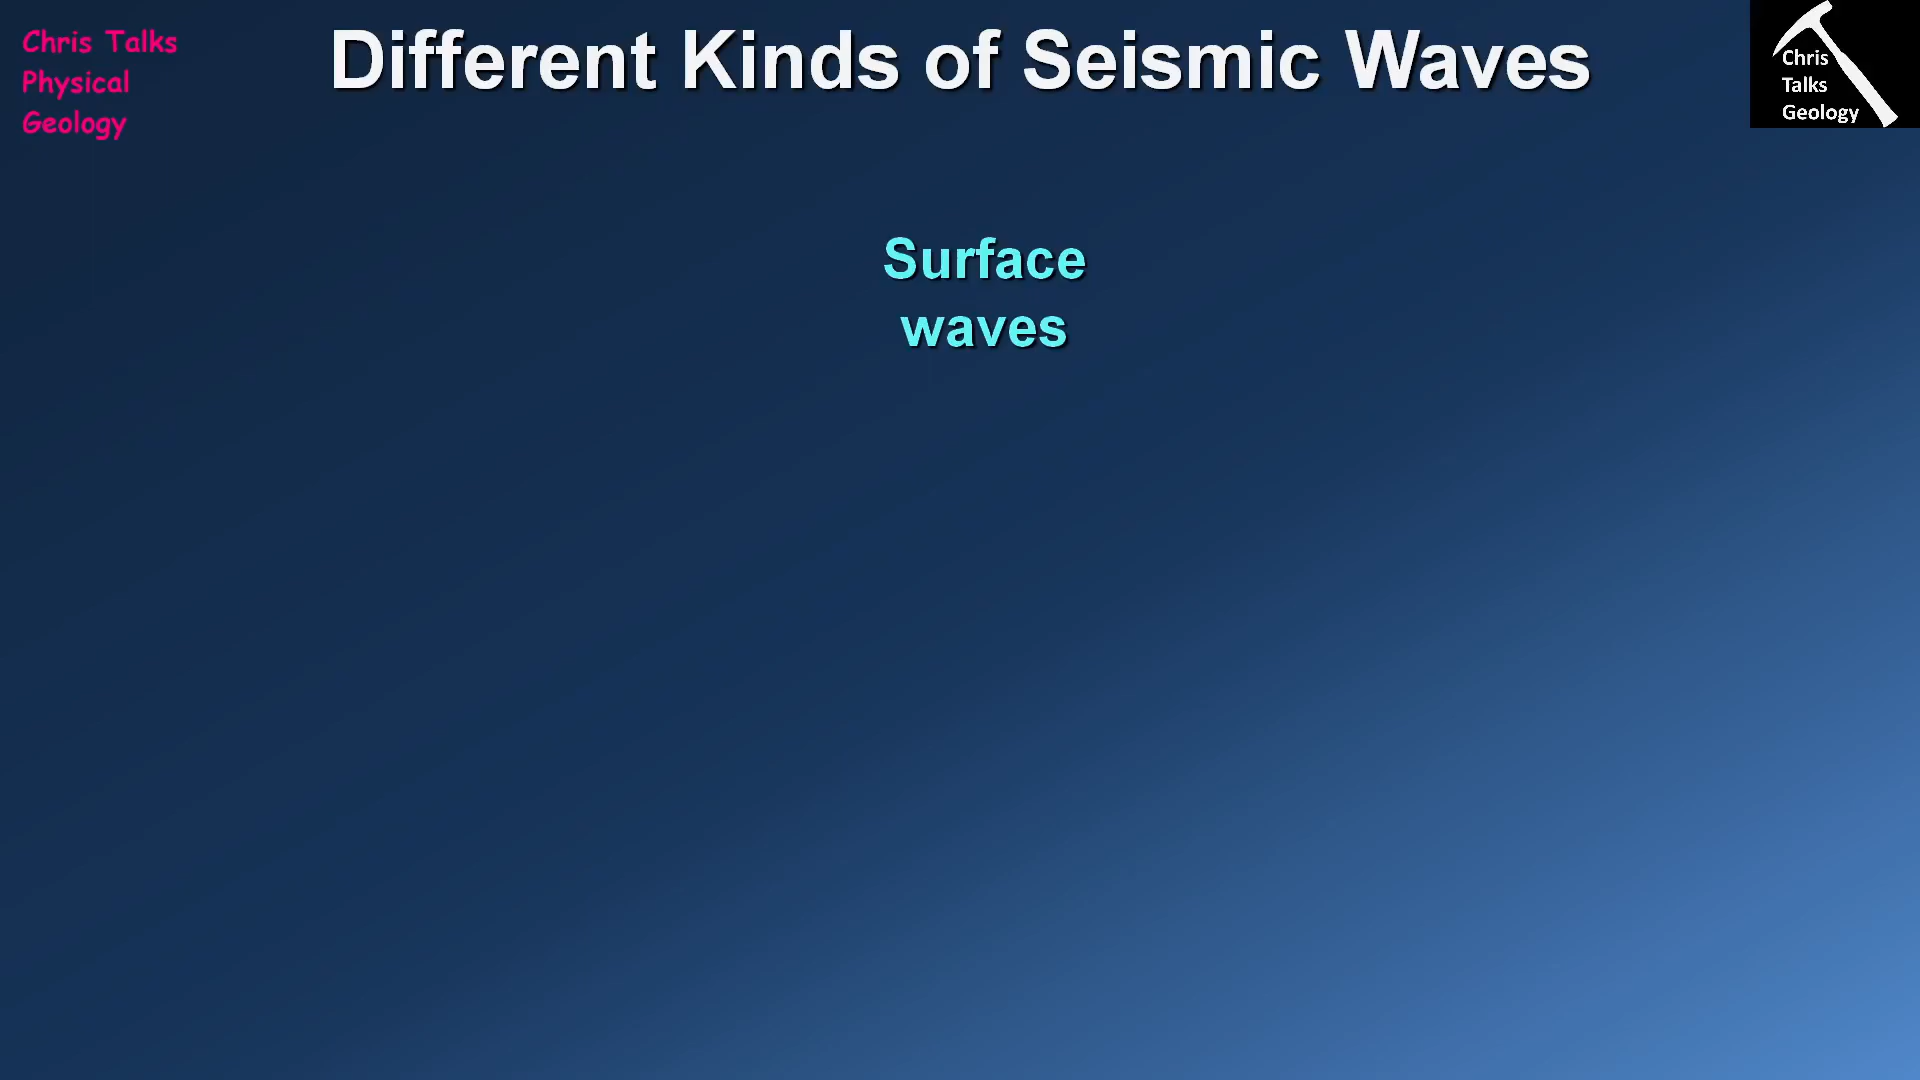 Chris Talks
Physical
Geology
Different Kinds of Seismic Waves
Chris
Talks
Geology
Surface
waves